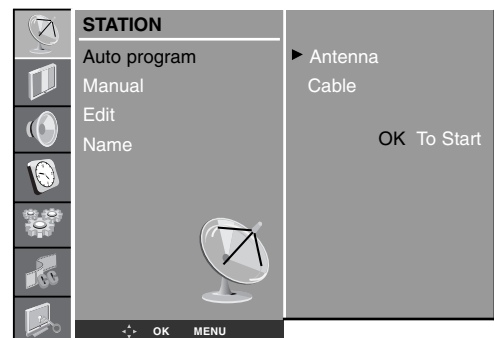 STATION
Auto program
Manual
Edit
Name
Antenna
Cable
OK To Start
OK MENU